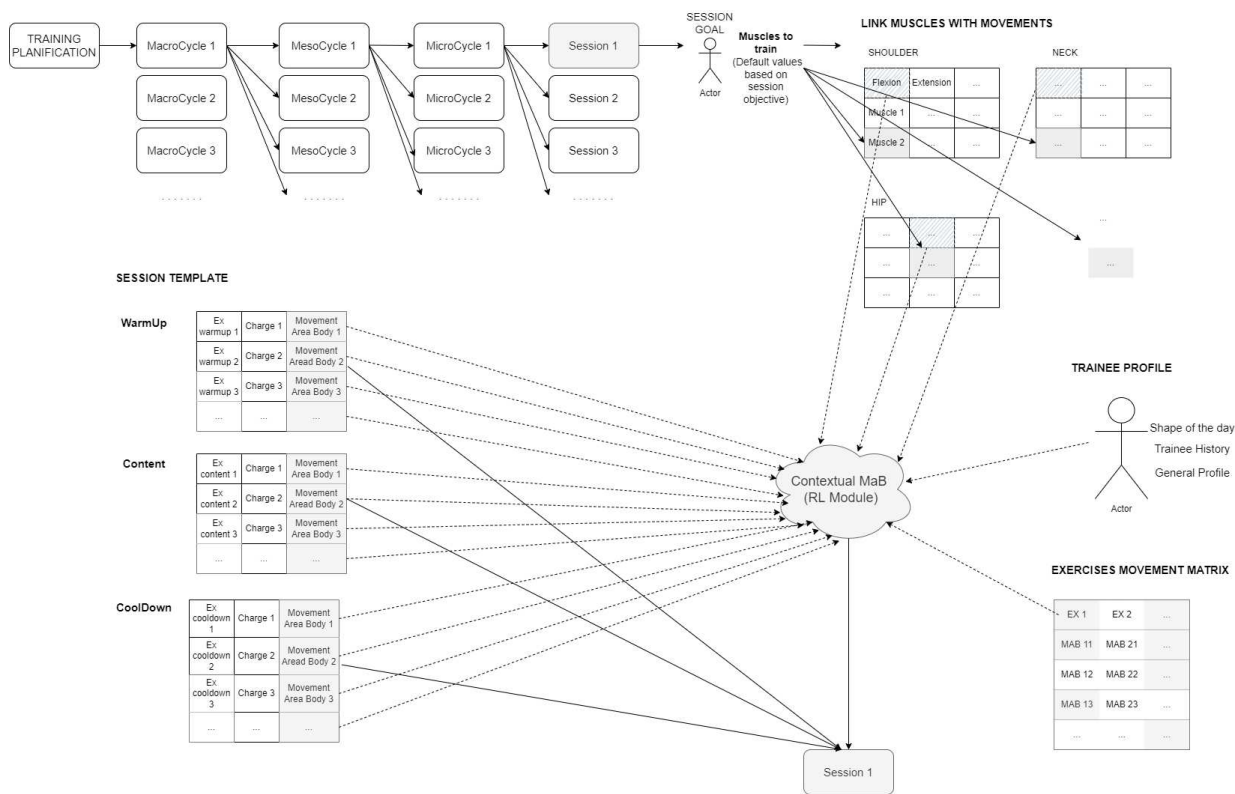 TRAINING
PLANIFICATION
MacroCycle 1
MesoCycle 1
MicroCycle 1
Session 1
MacroCycle 2
MesoCycle 2
MicroCycle 2
Session 2
MacroCycle 3
MesoCycle 3
MicroCycle 3
Session 3
.......
.......
.......
.......
SESSION
GOAL
Actor
Muscles to
train
(Default values
based on
session
objective)
LINK MUSCLES WITH MOVEMENTS
SHOULDER
Flexion Extension ...
Muscle 1 ... ...
Muscle 2 ... ...
NECK
... ... ...
... ... ...
... ... ...
HIP
... ... ...
... ... ...
... ... ...
...
...
SESSION TEMPLATE
WarmUp
Ex
warmup 1
Charge 1
Movement
Area Body 1
Ex
warmup 2
Charge 2
Movement
Aread Body 2
Ex
warmup 3
Charge 3
Movement
Area Body 3
... ... ...
Content
Ex
content 1
Charge 1
Movement
Area Body 1
Ex
content 2
Charge 2
Movement
Aread Body 2
Ex
content 3
Charge 3
Movement
Area Body 3
... ... ...
CoolDown
Ex
cooldown
1
Charge 1
Movement
Area Body 1
Ex
cooldown
2
Charge 2
Movement
Aread Body 2
Ex
cooldown
3
Charge 3
Movement
Area Body 3
... ... ...
Contextual MaB
(RL Module)
TRAINEE PROFILE
Shape of the day
Trainee History
General Profile
Actor
EXERCISES MOVEMENT MATRIX
EX 1 EX 2 ...
MAB 11 MAB 21 ...
MAB 12 MAB 22 ...
MAB 13 MAB 23 ...
... ... ...
Session 1